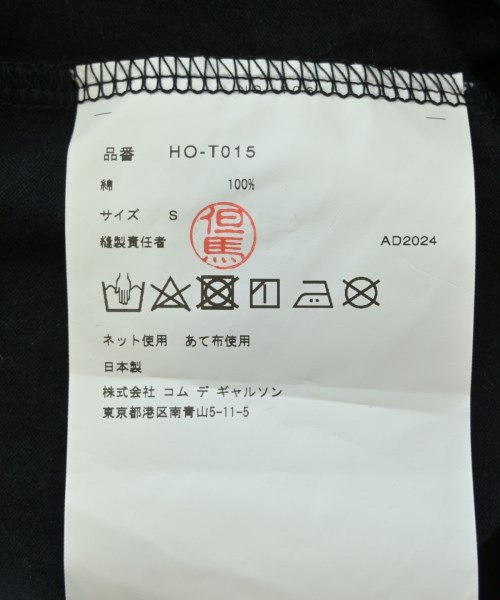 品番 HO-T015
綿 100%
サイズ S
但馬
縫製責任者 AD2024
ネット使用 あて布使用
日本製
株式会社 コム デ ギャルソン
東京都港区南青山5-11-5